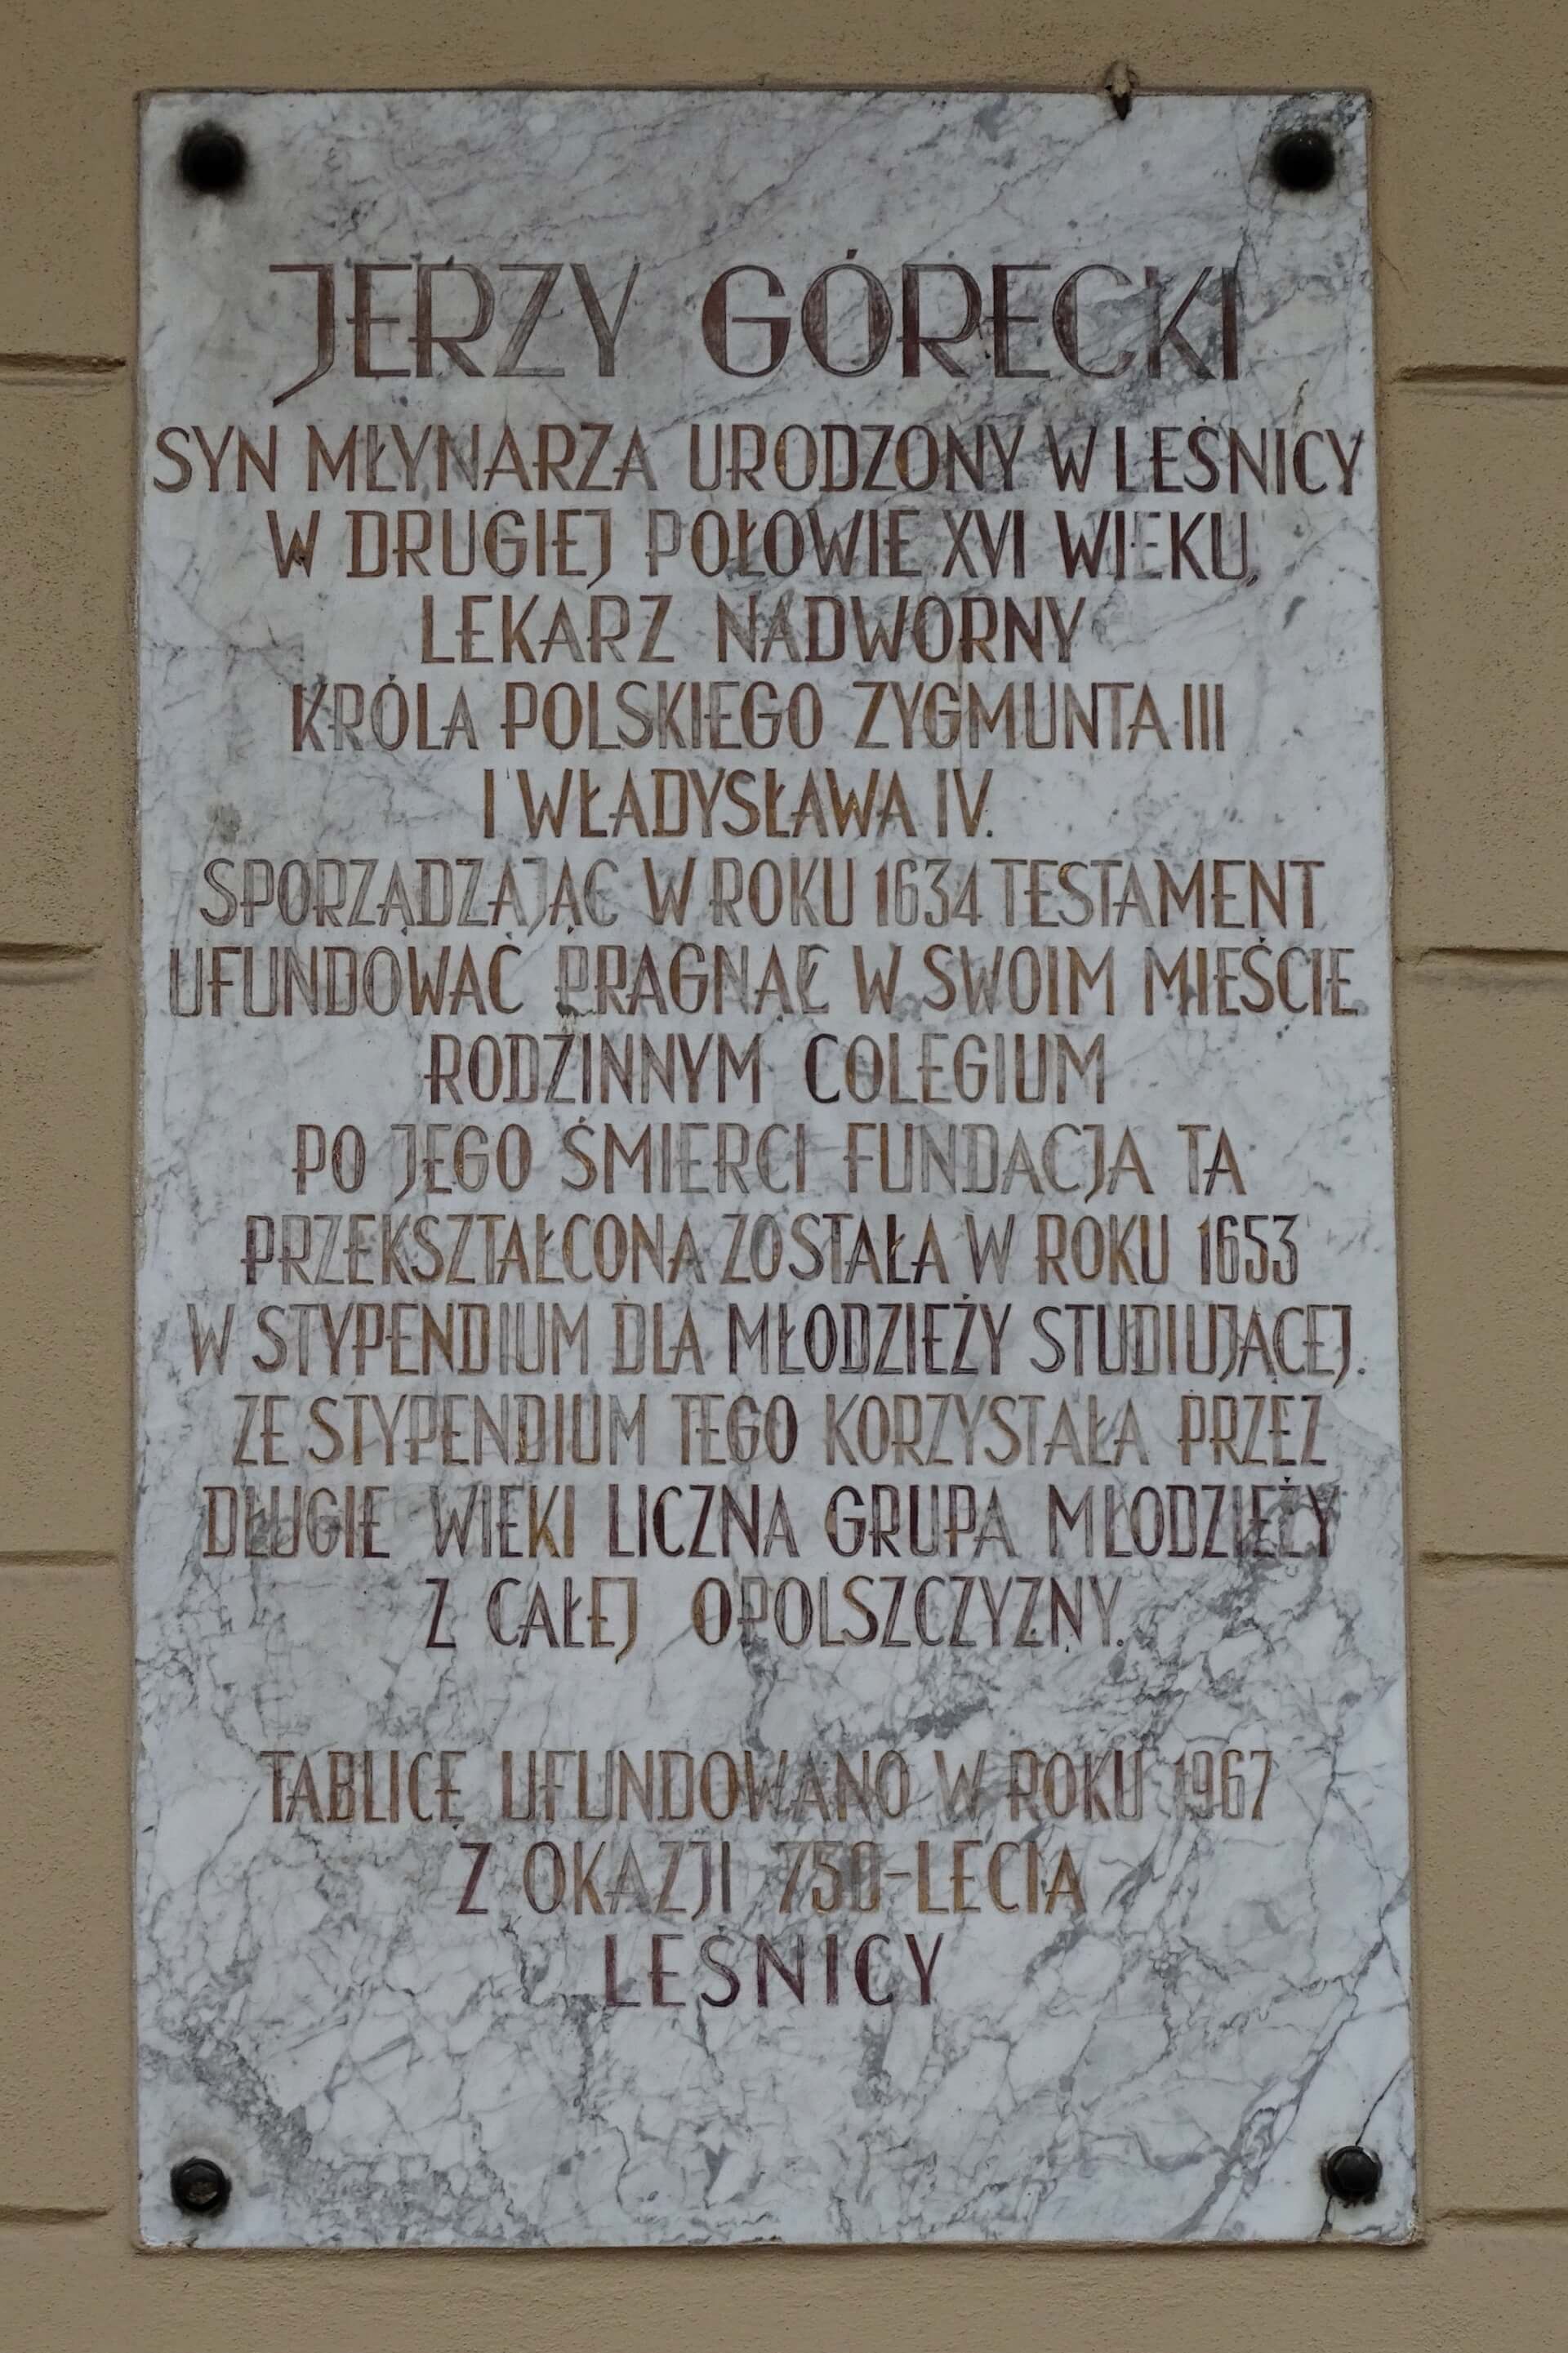 JERZY GÓRECKI
SYN MŁYNARZA URODZONY W LEŚNICY
W DRUGIEJ POŁOWIE XVI WIEKU,
LEKARZ NADWORNY
KRÓLA POLSKIEGO ZYGMUNTA III
I WŁADYSŁAWA IV.
SPORZĄDZAJĄC W ROKU 1634 TESTAMENT
UFUNDOWAĆ PRAGNĄŁ W SWOIM MIEŚCIE
RODZINNYM COLEGIUM
PO JEGO ŚMIERCI FUNDACJA TA
PRZEKSZTAŁCONA ZOSTAŁA W ROKU 1653
W STYPENDIUM DLA MŁODZIEŻY STUDIUJĄCEJ.
ZE STYPENDIUM TEGO KORZYSTAŁA PRZEZ
DŁUGIE WIEKI LICZNA GRUPA MŁODZIEŻY
Z CAŁEJ OPOLSZCZYZNY.
TABLICĘ UFUNDOWANO W ROKU 1967
Z OKAZJI 750-LECIA
LEŚNICY